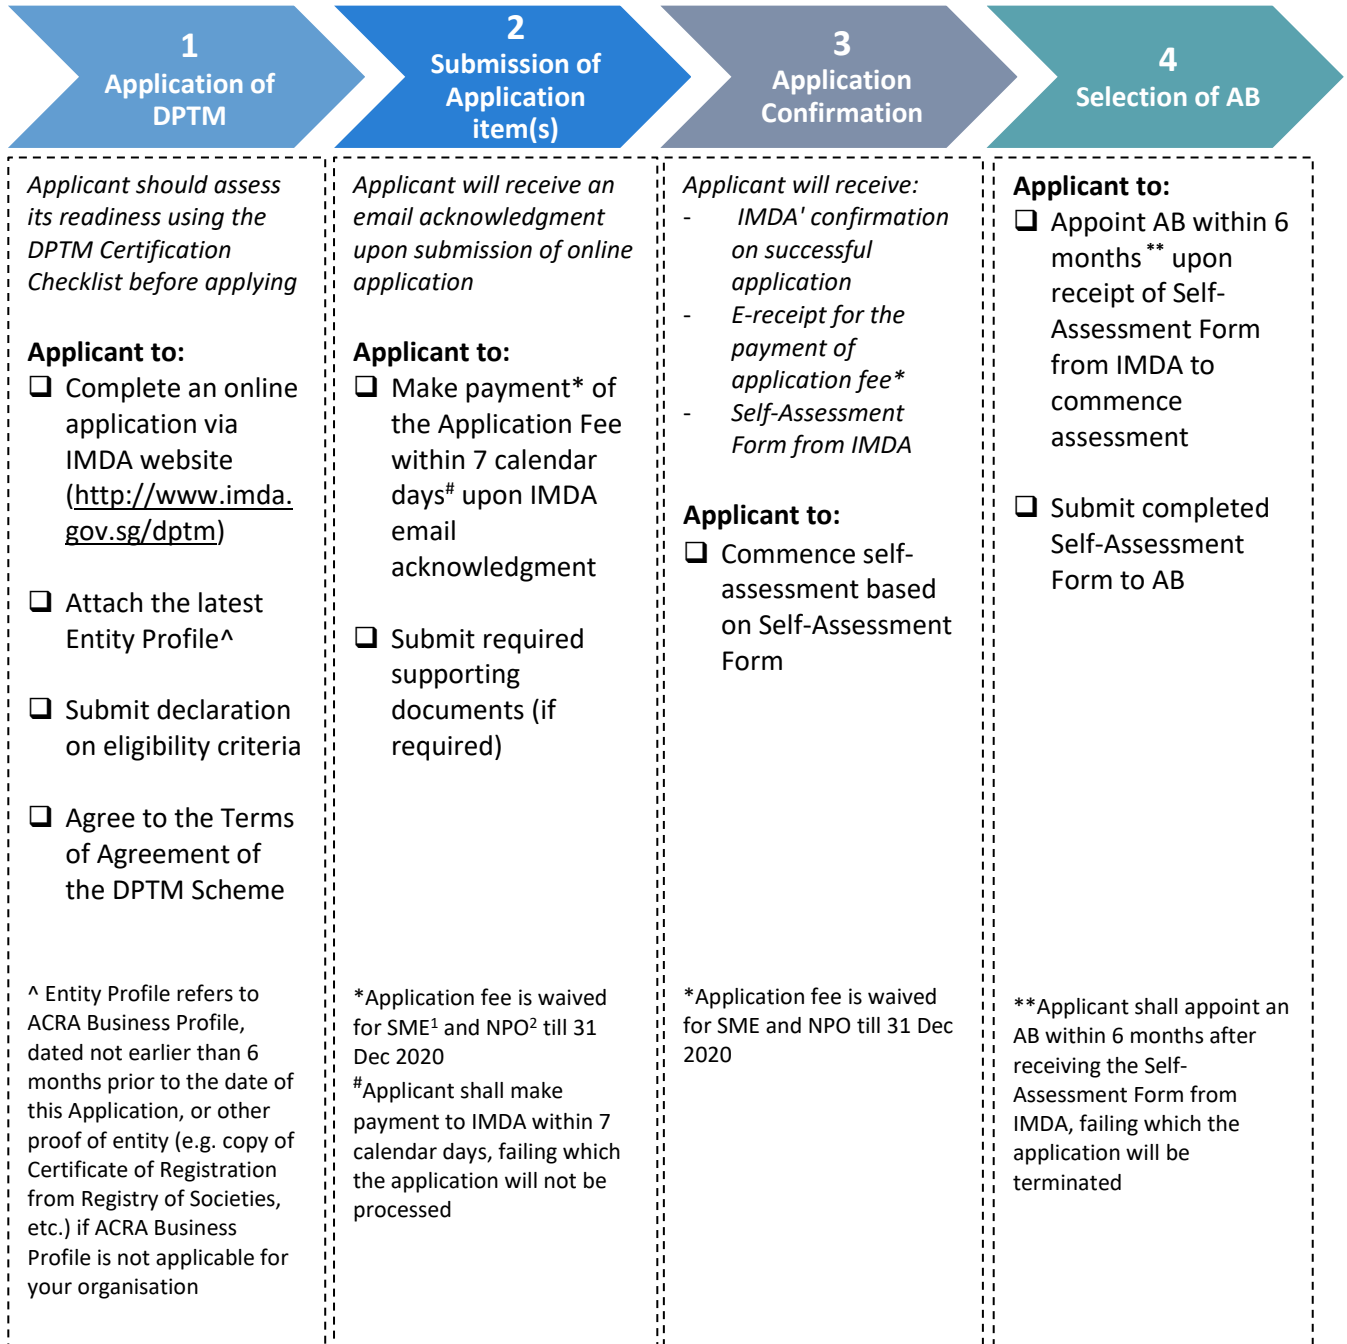 1
Application of
DPTM
2
Submission of
Application
item(s)
3
Application
Confirmation
4
Selection of AB
Applicant should assess
its readiness using the
DPTM Certification
Checklist before applying
Applicant to:
❑ Complete an online
application via
IMDA website
(http://www.imda.
gov.sg/dptm)
❑ Attach the latest
Entity Profile^
❑ Submit declaration
on eligibility criteria
❑ Agree to the Terms
of Agreement of
the DPTM Scheme
^ Entity Profile refers to
ACRA Business Profile,
dated not earlier than 6
months prior to the date of
this Application, or other
proof of entity (e.g. copy of
Certificate of Registration
from Registry of Societies,
etc.) if ACRA Business
Profile is not applicable for
your organisation
Applicant will receive an
email acknowledgment
upon submission of online
application
Applicant to:
❑ Make payment* of
the Application Fee
within 7 calendar
days# upon IMDA
email
acknowledgment
❑ Submit required
supporting
documents (if
required)
*Application fee is waived
for SME¹ and NPO² till 31
Dec 2020
#Applicant shall make
payment to IMDA within 7
calendar days, failing which
the application will not be
processed
Applicant will receive:
- IMDA' confirmation
on successful
application
- E-receipt for the
payment of
application fee*
- Self-Assessment
Form from IMDA
Applicant to:
❑ Commence self-
assessment based
on Self-Assessment
Form
*Application fee is waived
for SME and NPO till 31 Dec
2020
Applicant to:
❑ Appoint AB within 6
months** upon
receipt of Self-
Assessment Form
from IMDA to
commence
assessment
❑ Submit completed
Self-Assessment
Form to AB
**Applicant shall appoint an
AB within 6 months after
receiving the Self-
Assessment Form from
IMDA, failing which the
application will be
terminated